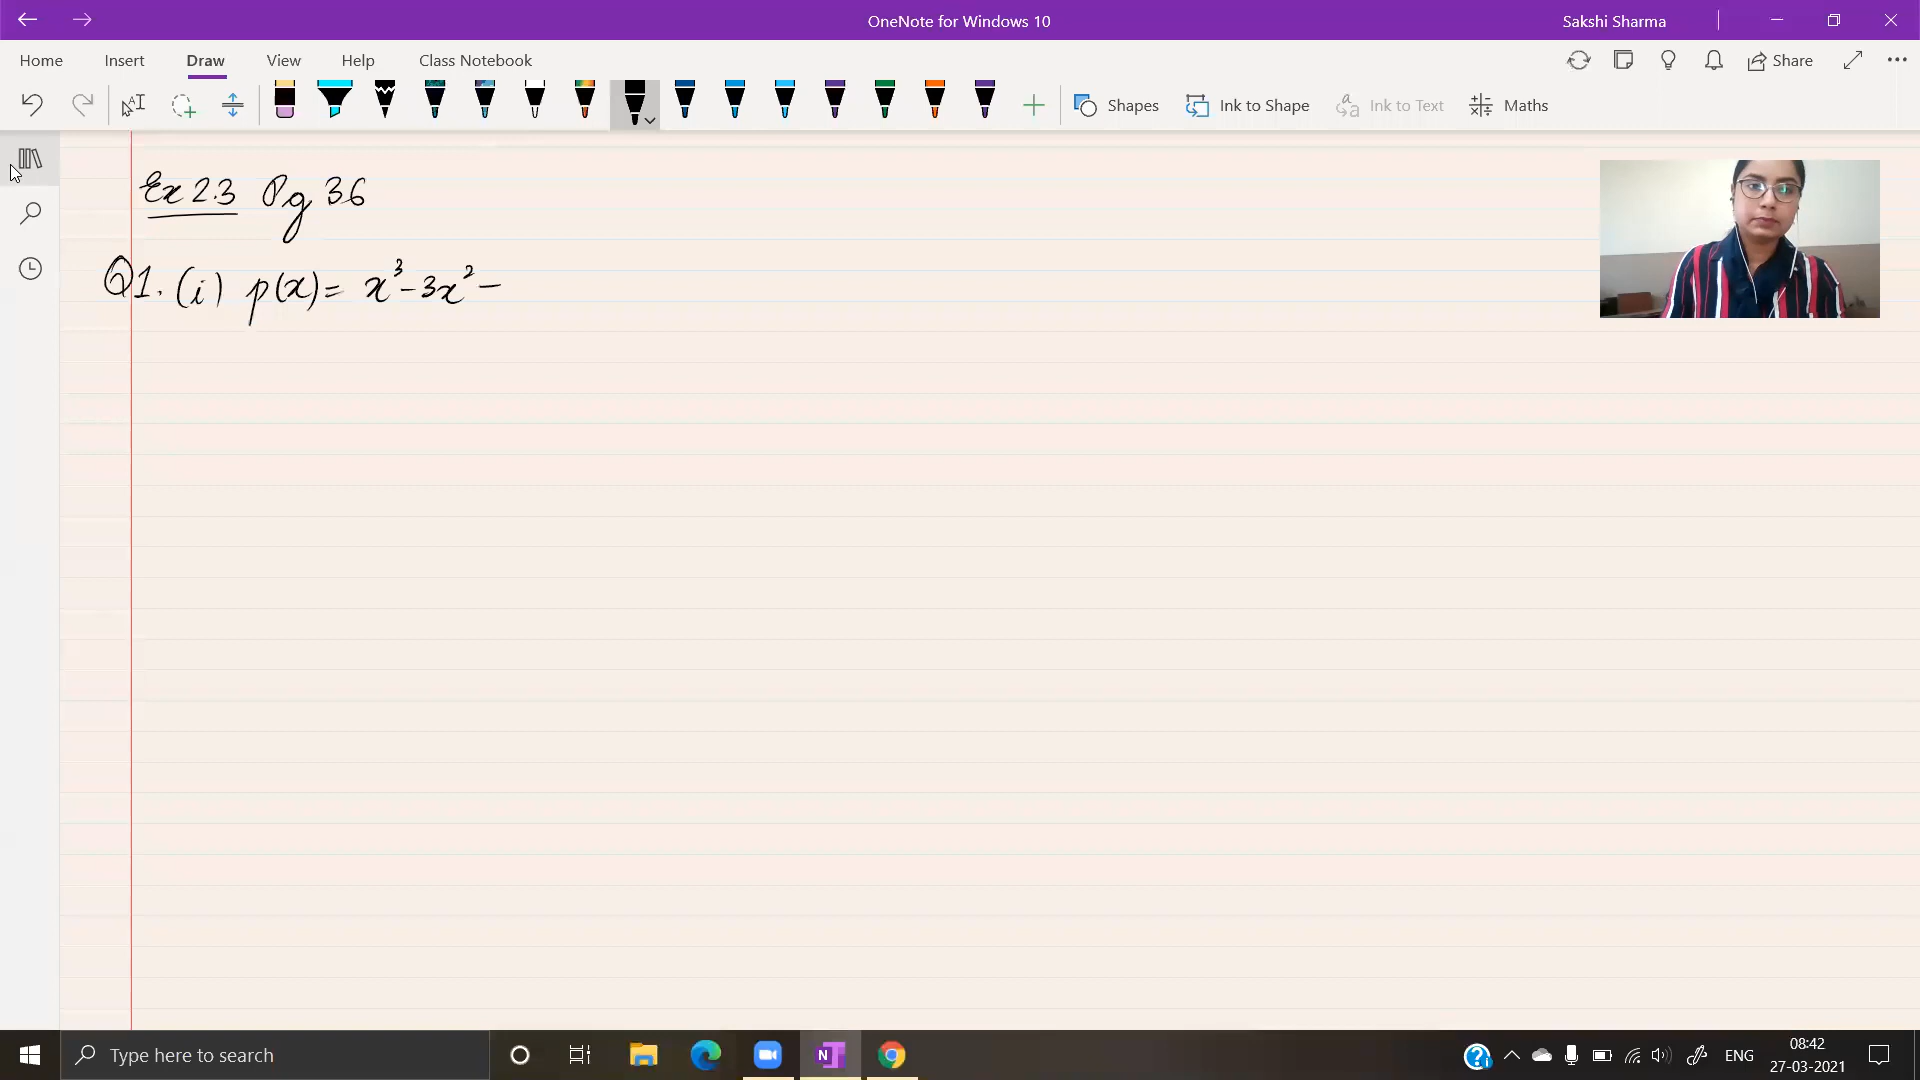 OneNote for Windows 10
Sakshi Sharma
Home Insert Draw View Help Class Notebook
Share
Shapes Ink to Shape Ink to Text Maths
Ex 2.3 Pg 36
Q1. (i) p(x) = x³ - 3x² -
Type here to search
ENG
08:42
27-03-2021